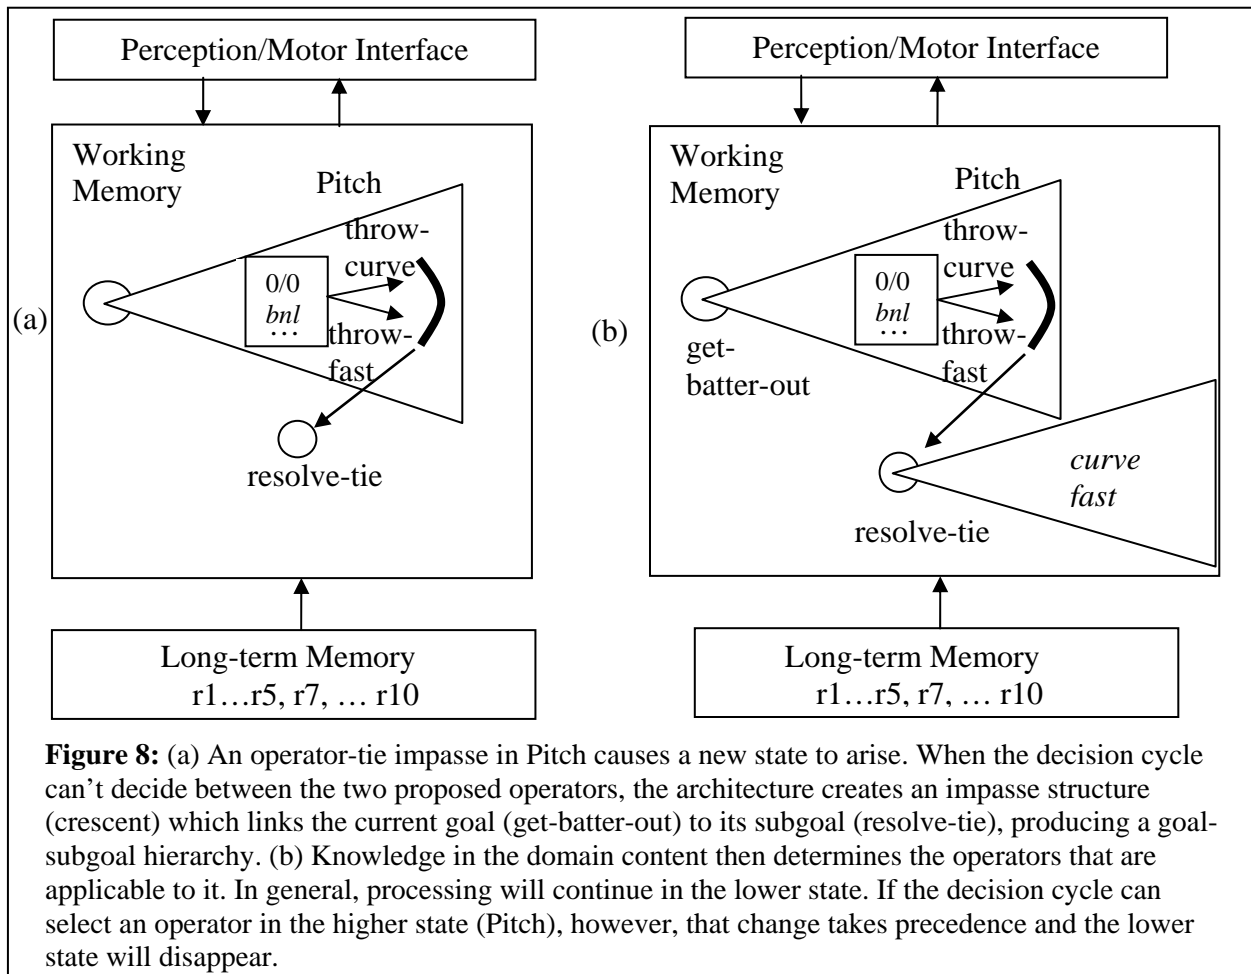 Perception/Motor Interface
Working
Memory
Pitch
throw-
curve
0/0
bnl
…
throw-
fast
(a)
resolve-tie
Long-term Memory
r1…r5, r7, … r10
Perception/Motor Interface
Working
Memory
Pitch
throw-
curve
0/0
bnl
…
throw-
fast
(b)
get-
batter-out
curve
fast
resolve-tie
Long-term Memory
r1…r5, r7, … r10
Figure 8: (a) An operator-tie impasse in Pitch causes a new state to arise. When the decision cycle
can’t decide between the two proposed operators, the architecture creates an impasse structure
(crescent) which links the current goal (get-batter-out) to its subgoal (resolve-tie), producing a goal-
subgoal hierarchy. (b) Knowledge in the domain content then determines the operators that are
applicable to it. In general, processing will continue in the lower state. If the decision cycle can
select an operator in the higher state (Pitch), however, that change takes precedence and the lower
state will disappear.